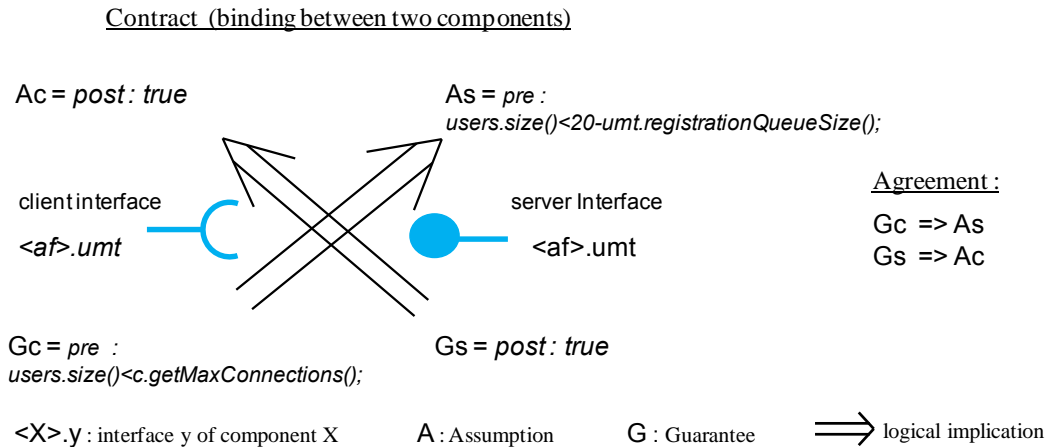 Contract (binding between two components)
Ac = post : true
As = pre :
users.size()<20-umt.registrationQueueSize();
client interface
<af>.umt
server Interface
<af>.umt
Agreement :
Gc => As
Gs => Ac
Gc = pre :
users.size()<c.getMaxConnections();
Gs = post : true
<X>.y : interface y of component X A : Assumption G : Guarantee logical implication